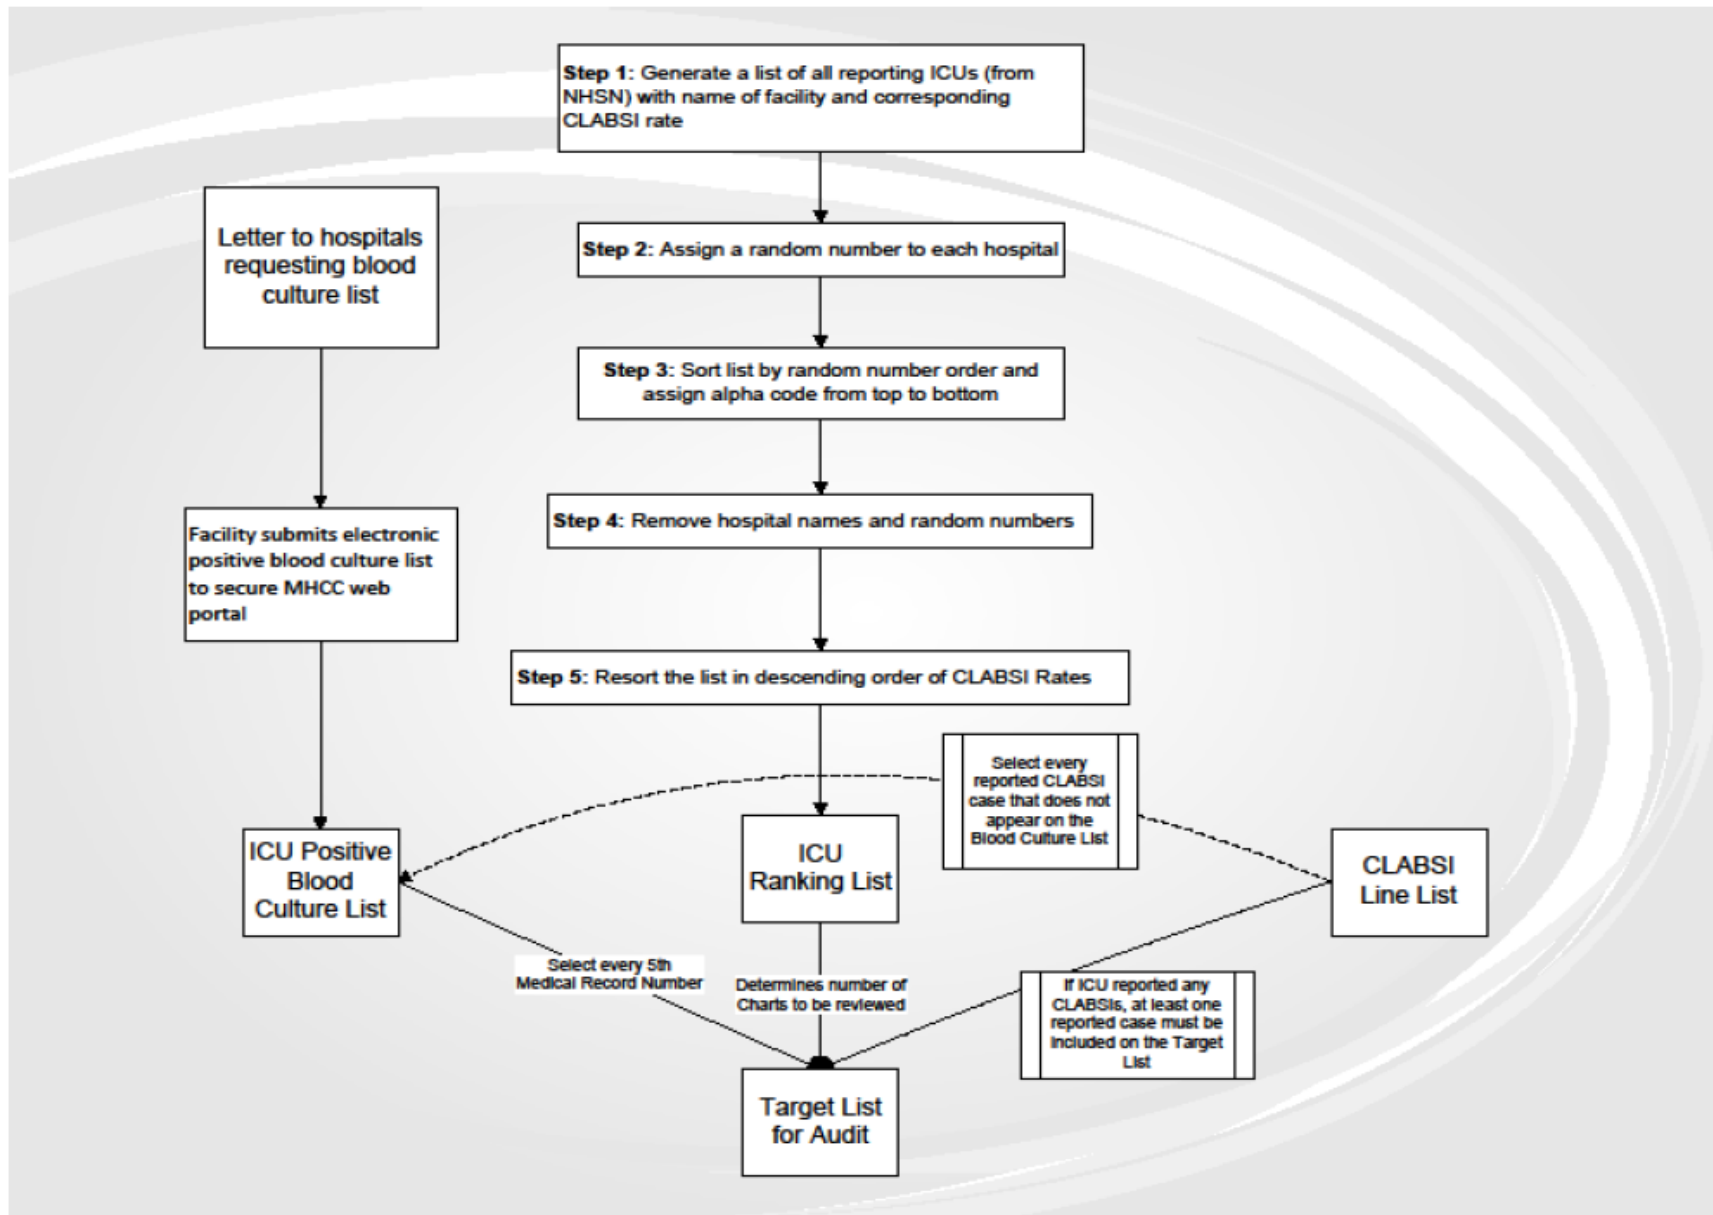 Step 1: Generate a list of all reporting ICUs (from
NHSN) with name of facility and corresponding
CLABSI rate
Letter to hospitals
requesting blood
culture list
Step 2: Assign a random number to each hospital
Step 3: Sort list by random number order and
assign alpha code from top to bottom
Step 4: Remove hospital names and random numbers
Facility submits electronic
positive blood culture list
to secure MHCC web
portal
Step 5: Resort the list in descending order of CLABSI Rates
Select every
reported CLABSI
case that does not
appear on the
Blood Culture List
ICU Positive
Blood
Culture List
ICU
Ranking List
CLABSI
Line List
Select every 5th
Medical Record Number
Determines number of
Charts to be reviewed
If ICU reported any
CLABSIs, at least one
reported case must be
included on the Target
List
Target List
for Audit